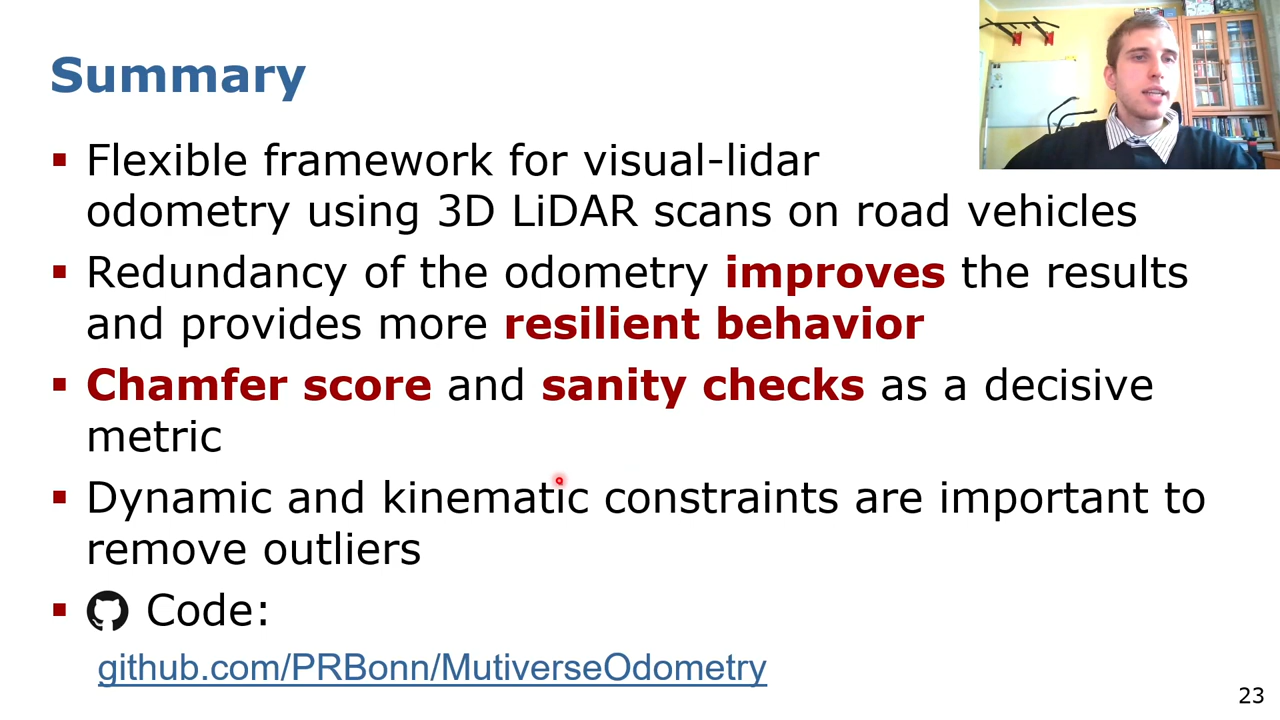 Summary
Flexible framework for visual-lidar
odometry using 3D LiDAR scans on road vehicles
Redundancy of the odometry improves the results
and provides more resilient behavior
Chamfer score and sanity checks as a decisive
metric
Dynamic and kinematic constraints are important to
remove outliers
Code:
github.com/PRBonn/MutiverseOdometry
23